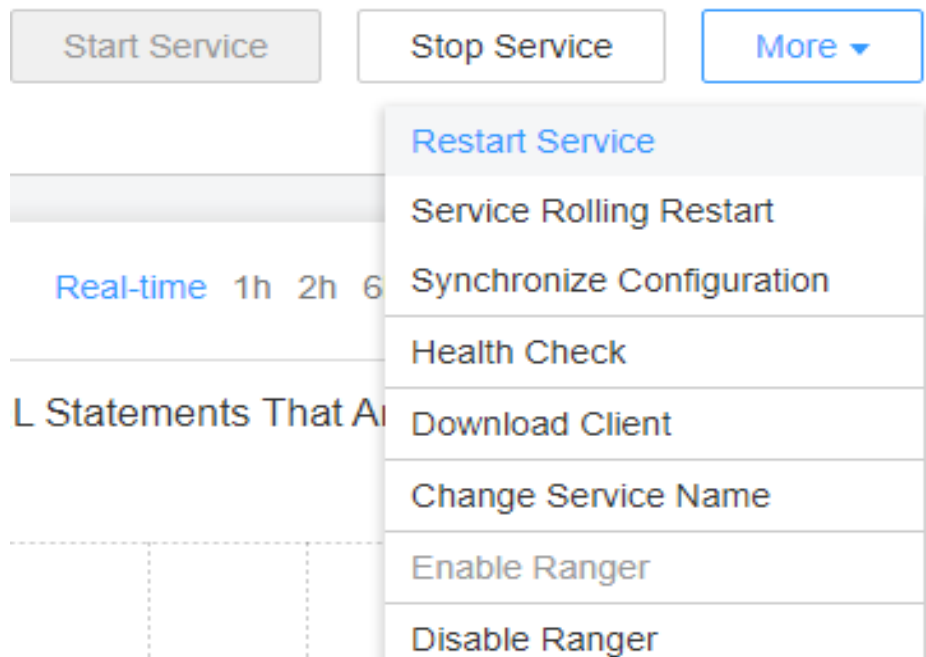 Start Service Stop Service More
Restart Service
Service Rolling Restart
Real-time 1h 2h 6
Synchronize Configuration
Health Check
L Statements That
Download Client
Change Service Name
Enable Ranger
Disable Ranger